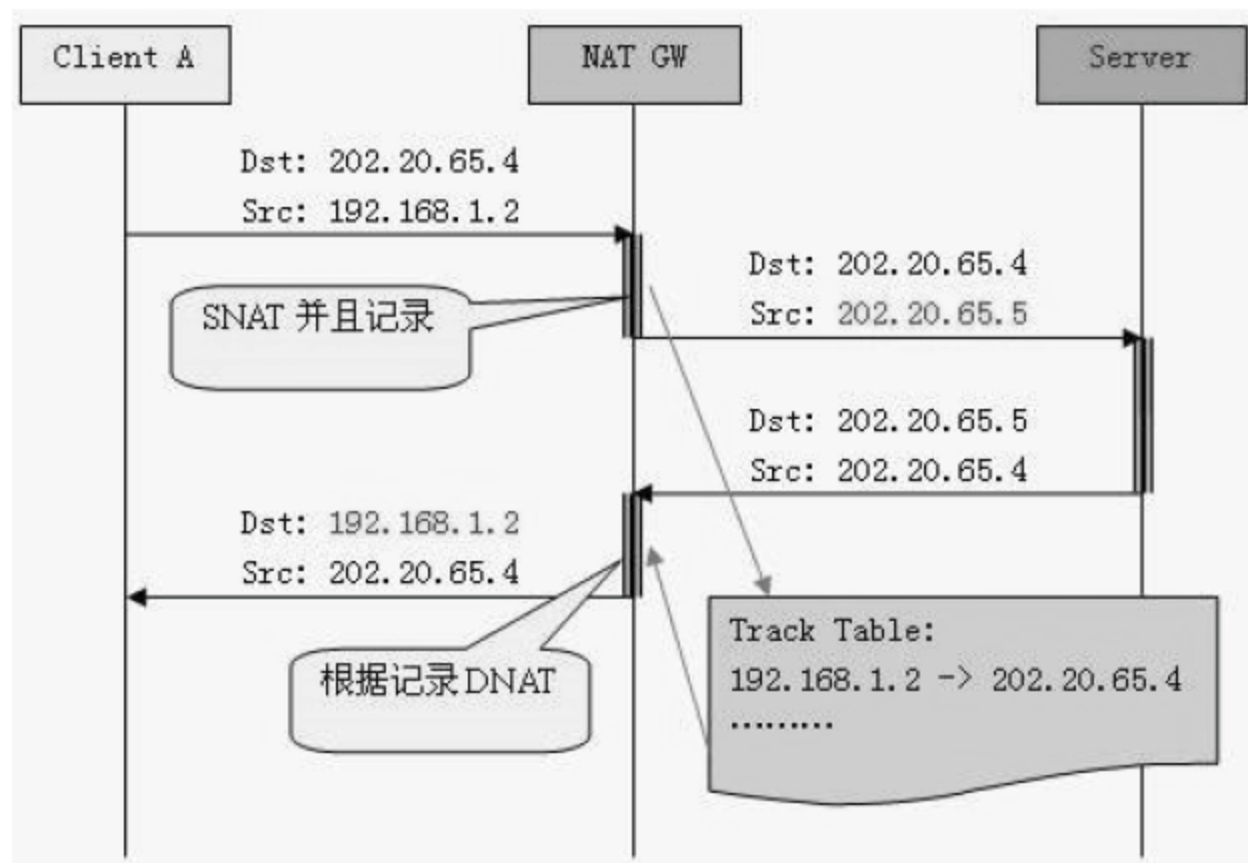 Client A
NAT GW
Server
Dst: 202.20.65.4
Src: 192.168.1.2
SNAT 并且记录
Dst: 202.20.65.4
Src: 202.20.65.5
Dst: 202.20.65.5
Src: 202.20.65.4
Dst: 192.168.1.2
Src: 202.20.65.4
根据记录DNAT
Track Table:
192.168.1.2 -> 202.20.65.4
.........